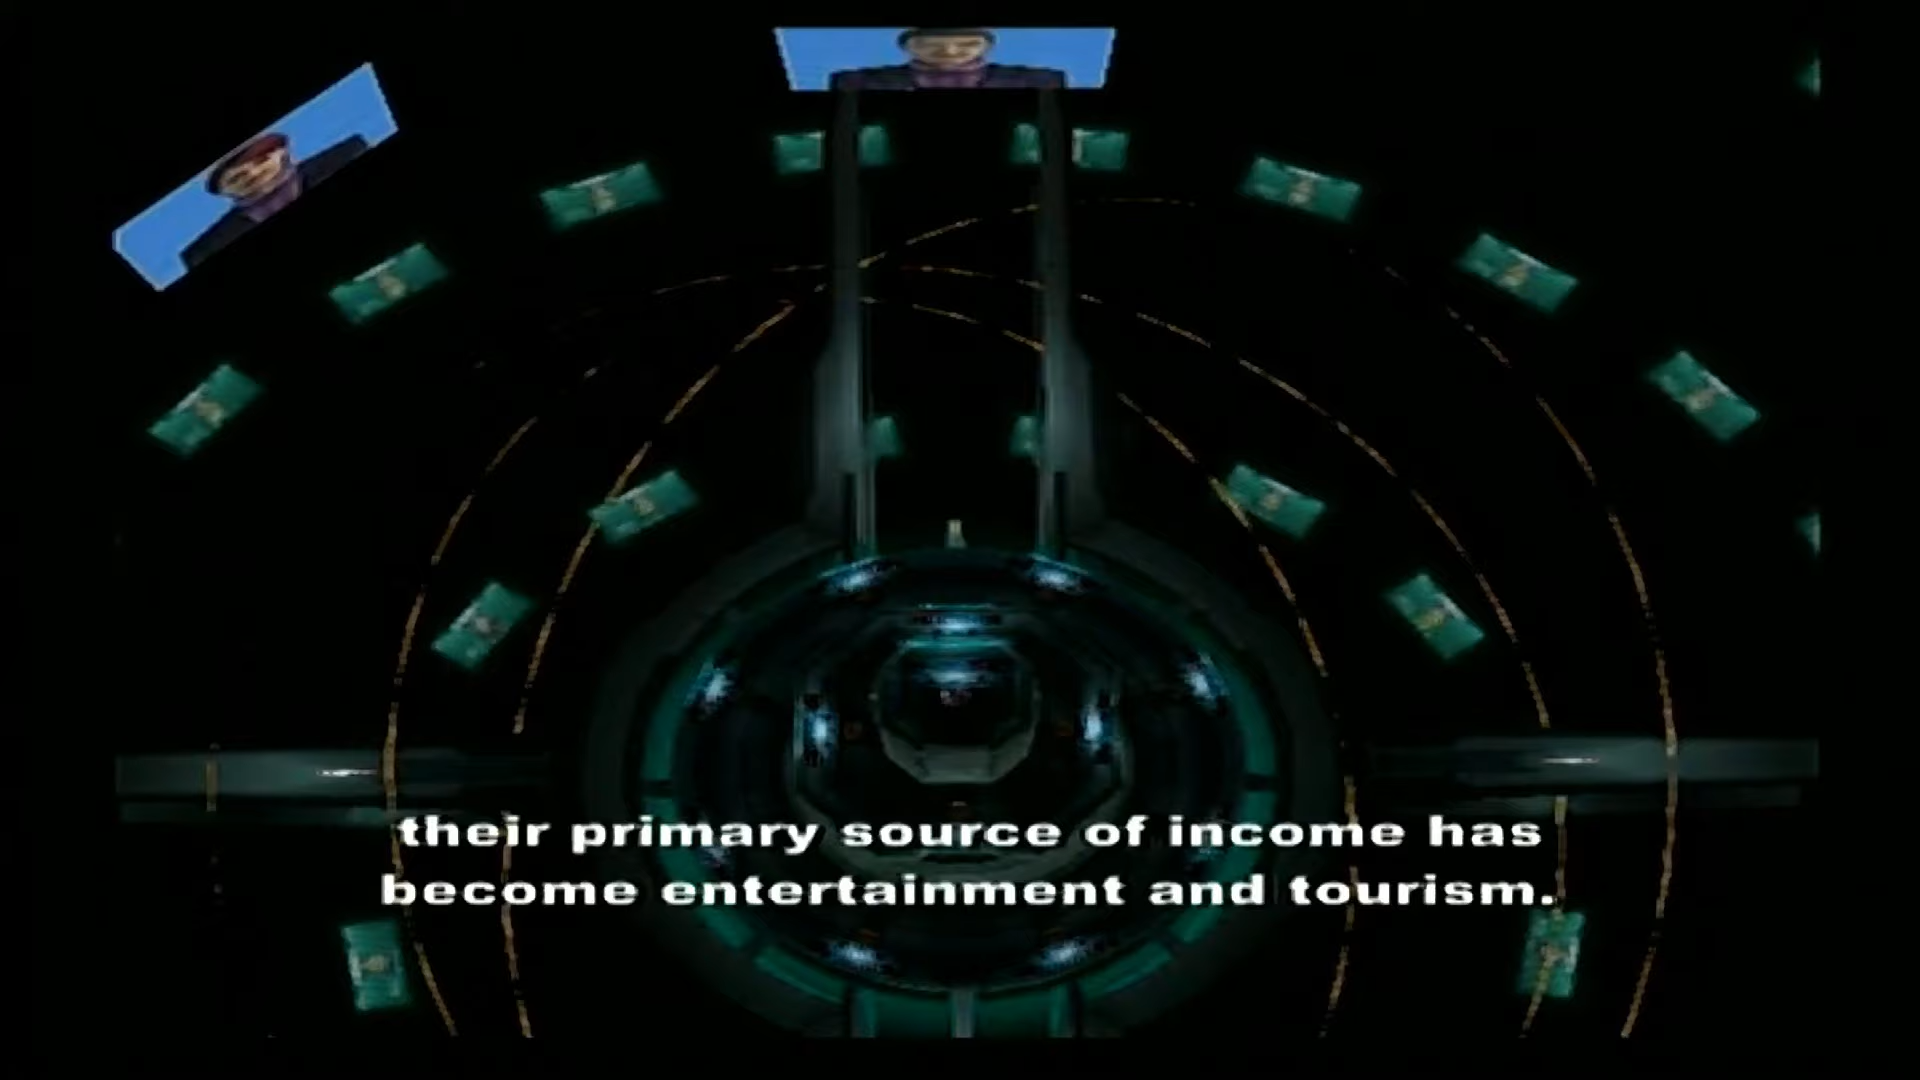 their primary source of income has
become entertainment and tourism.